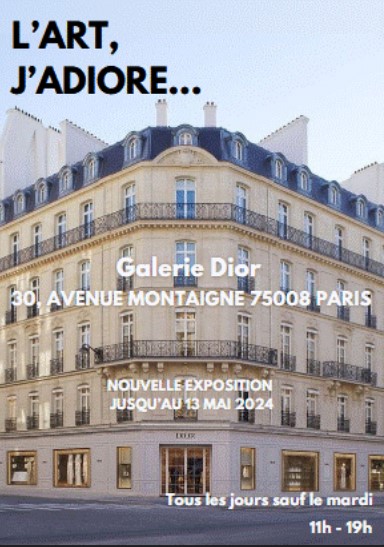 L'ART,
J'ADIORE...
Galerie Dior
30, AVENUE MONTAIGNE 75008 PARIS
NOUVELLE EXPOSITION
JUSQU'AU 13 MAI 2024
DIOR
Tous les jours sauf le mardi
11h - 19h